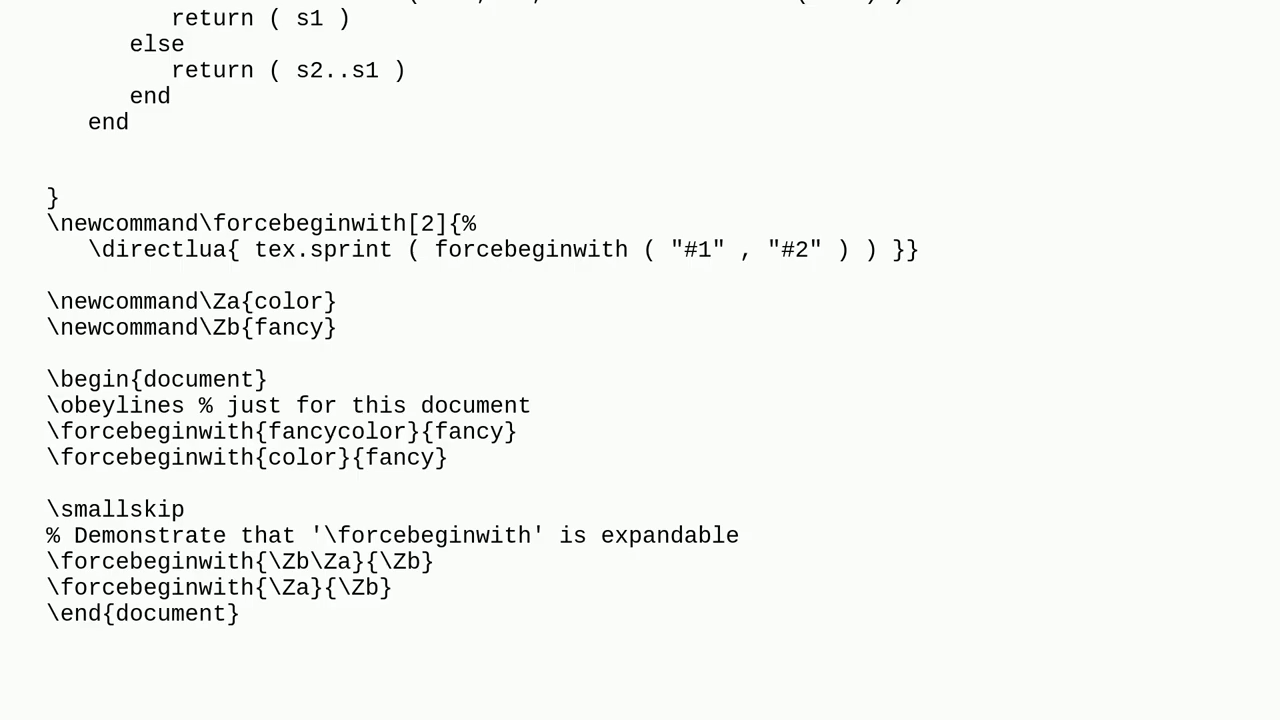 return ( s1 )
else
return ( s2..s1 )
end
end
}
\newcommand\forcebeginwith[2]{%
\directlua{ tex.sprint ( forcebeginwith ( "#1" , "#2" ) ) }}
\newcommand\Za{color}
\newcommand\Zb{fancy}
\begin{document}
\obeylines % just for this document
\forcebeginwith{fancycolor}{fancy}
\forcebeginwith{color}{fancy}
\smallskip
% Demonstrate that '\forcebeginwith' is expandable
\forcebeginwith{\Zb\Za}{\Zb}
\forcebeginwith{\Za}{\Zb}
\end{document}